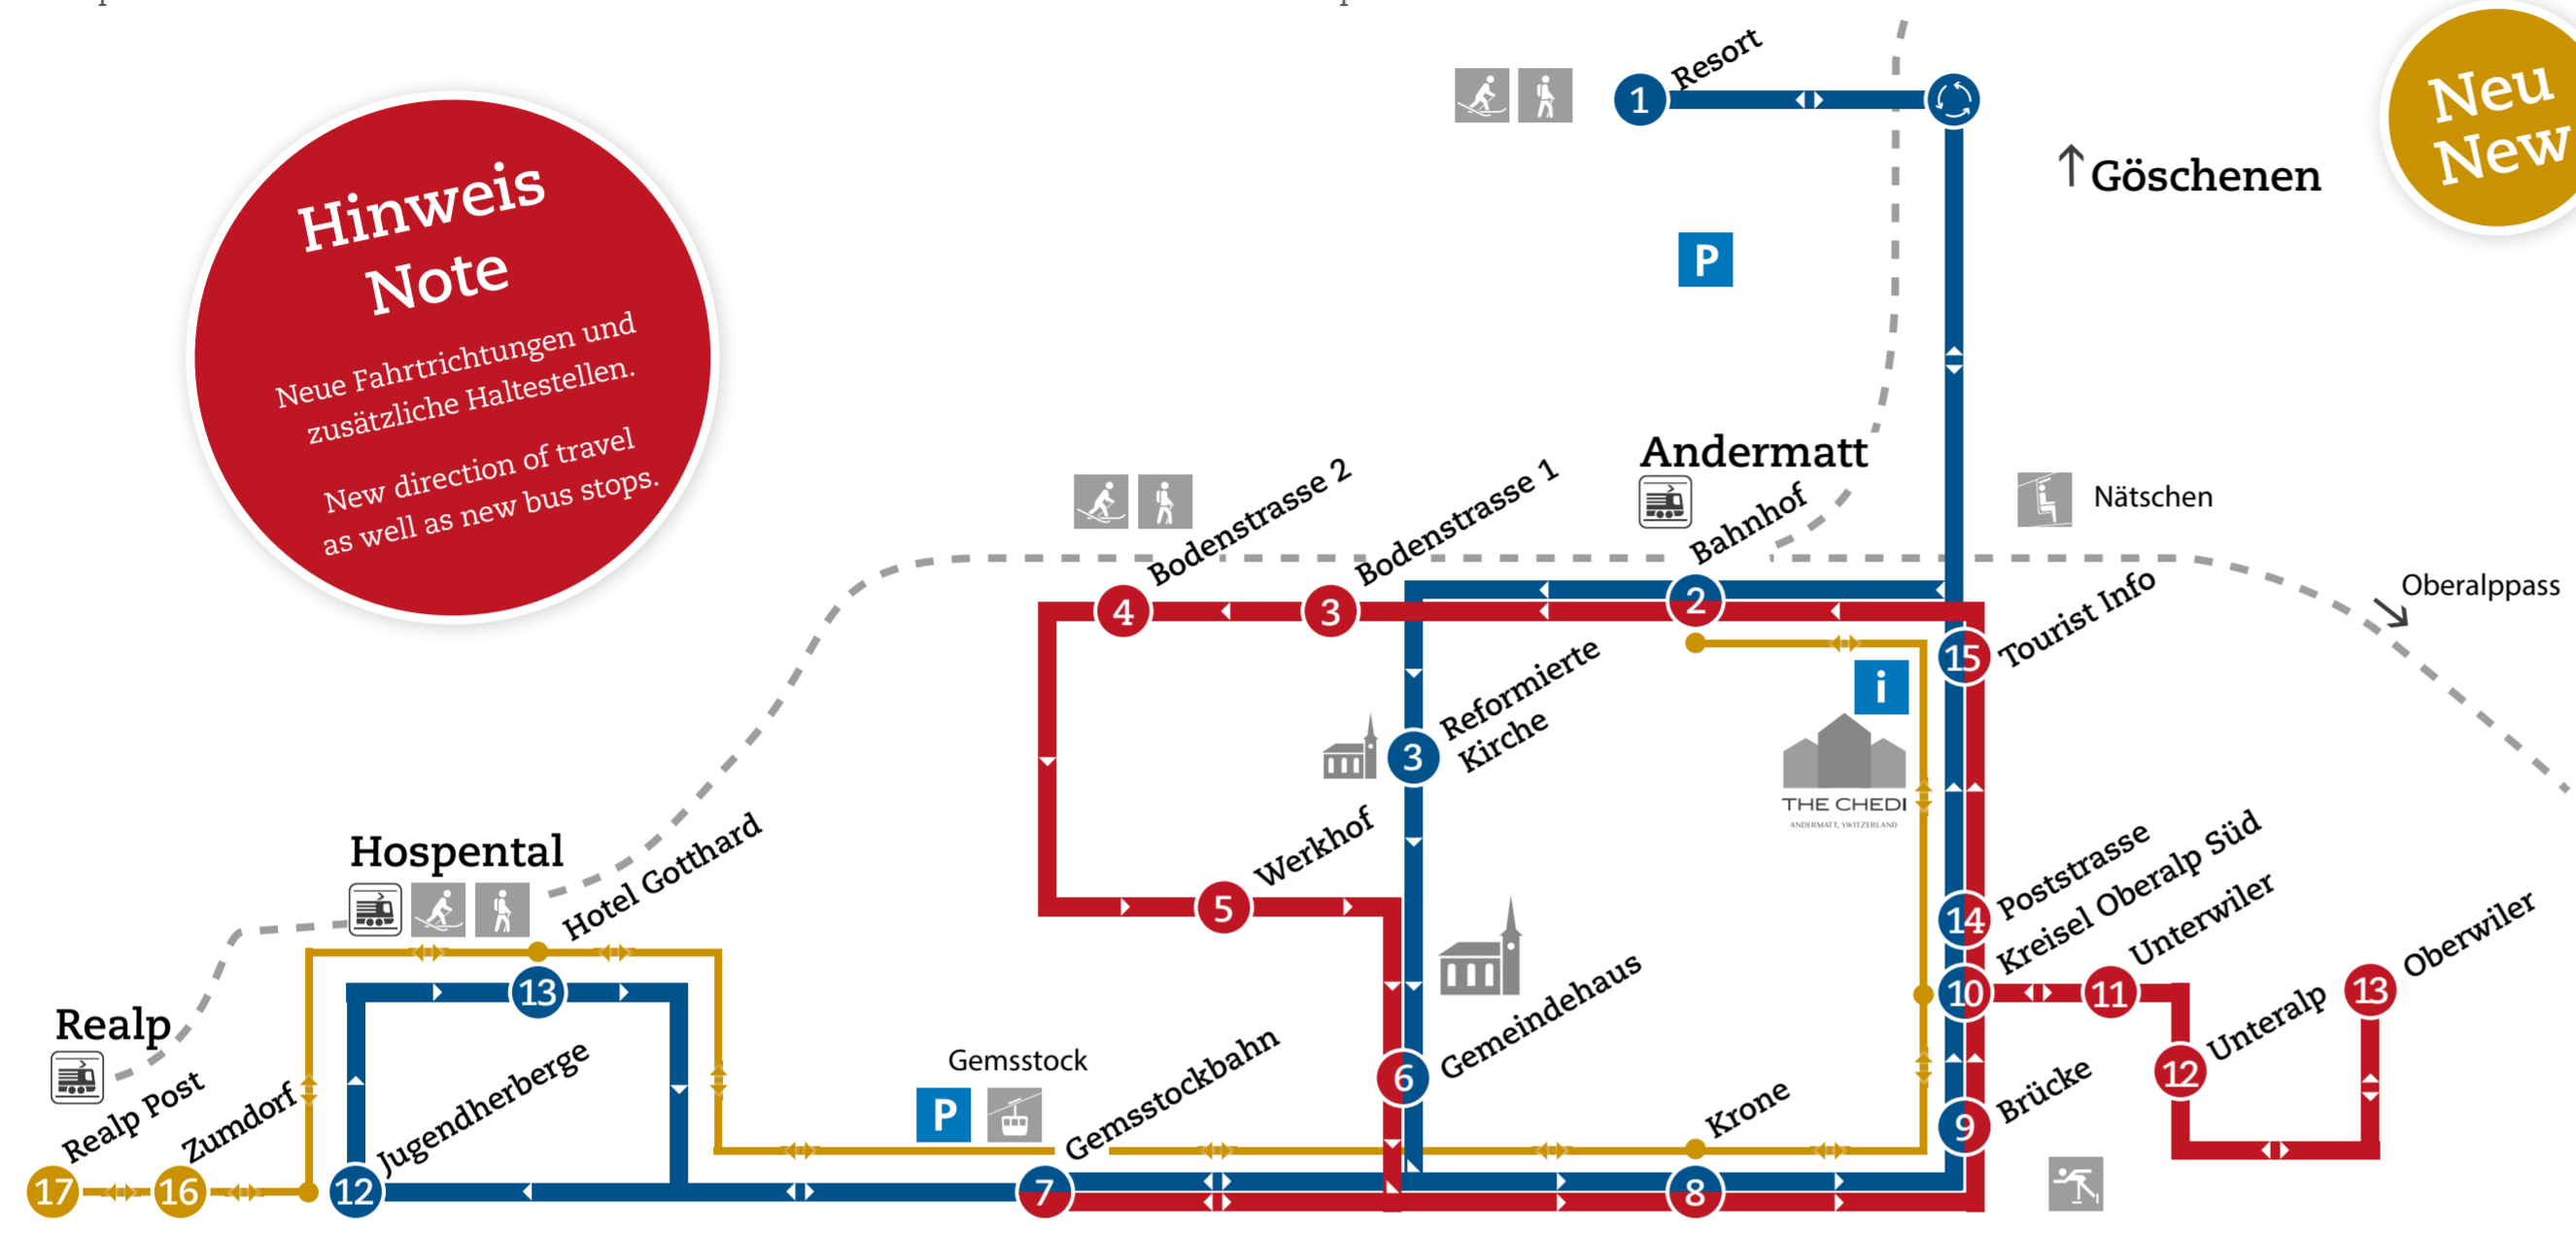 Resort
1
Neu
New
Göschenen
P
Hinweis
Note
Neue Fahrtrichtungen und
zusätzliche Haltestellen.
New direction of travel
as well as new bus stops.
Andermatt
Nätschen
Bodenstrasse 2
Bodenstrasse 1
Bahnhof
Oberalppass
4
3
2
Tourist Info
15
i
Reformierte
Kirche
3
THE CHEDI
ANDERMATT, SWITZERLAND
Werkhof
5
Hospental
Hotel Gotthard
13
Poststrasse
14
Kreisel Oberalp Süd
10
Unterwiler
11
Oberwiler
13
Unteralp
12
Realp
Realp Post
17
Zumdorf
16
Jugendherberge
12
Gemsstock
P
Gemsstockbahn
7
Gemeindehaus
6
Krone
8
Brücke
9